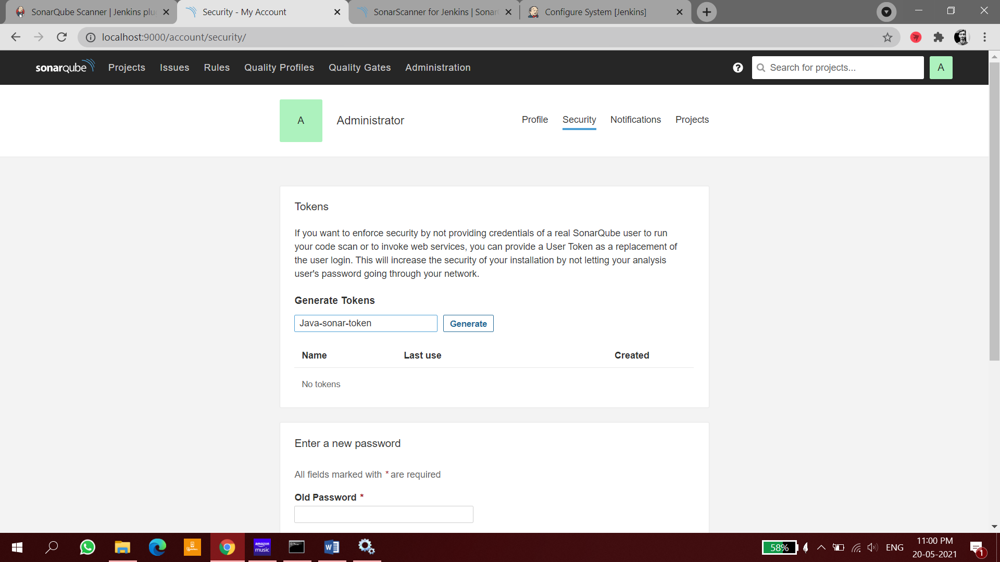 SonarQube Scanner | Jenkins plu
Security - My Account
SonarScanner for Jenkins | Sonar
Configure System [Jenkins]
localhost:9000/account/security/
sonarqube
Projects
Issues
Rules
Quality Profiles
Quality Gates
Administration
?
Search for projects...
A
A
Administrator
Profile
Security
Notifications
Projects
Tokens
If you want to enforce security by not providing credentials of a real SonarQube user to run
your code scan or to invoke web services, you can provide a User Token as a replacement of
the user login. This will increase the security of your installation by not letting your analysis
user's password going through your network.
Generate Tokens
Java-sonar-token
Generate
Name
Last use
Created
No tokens
Enter a new password
All fields marked with * are required
Old Password *
amazon
music
58%
ENG
11:00 PM
20-05-2021
1